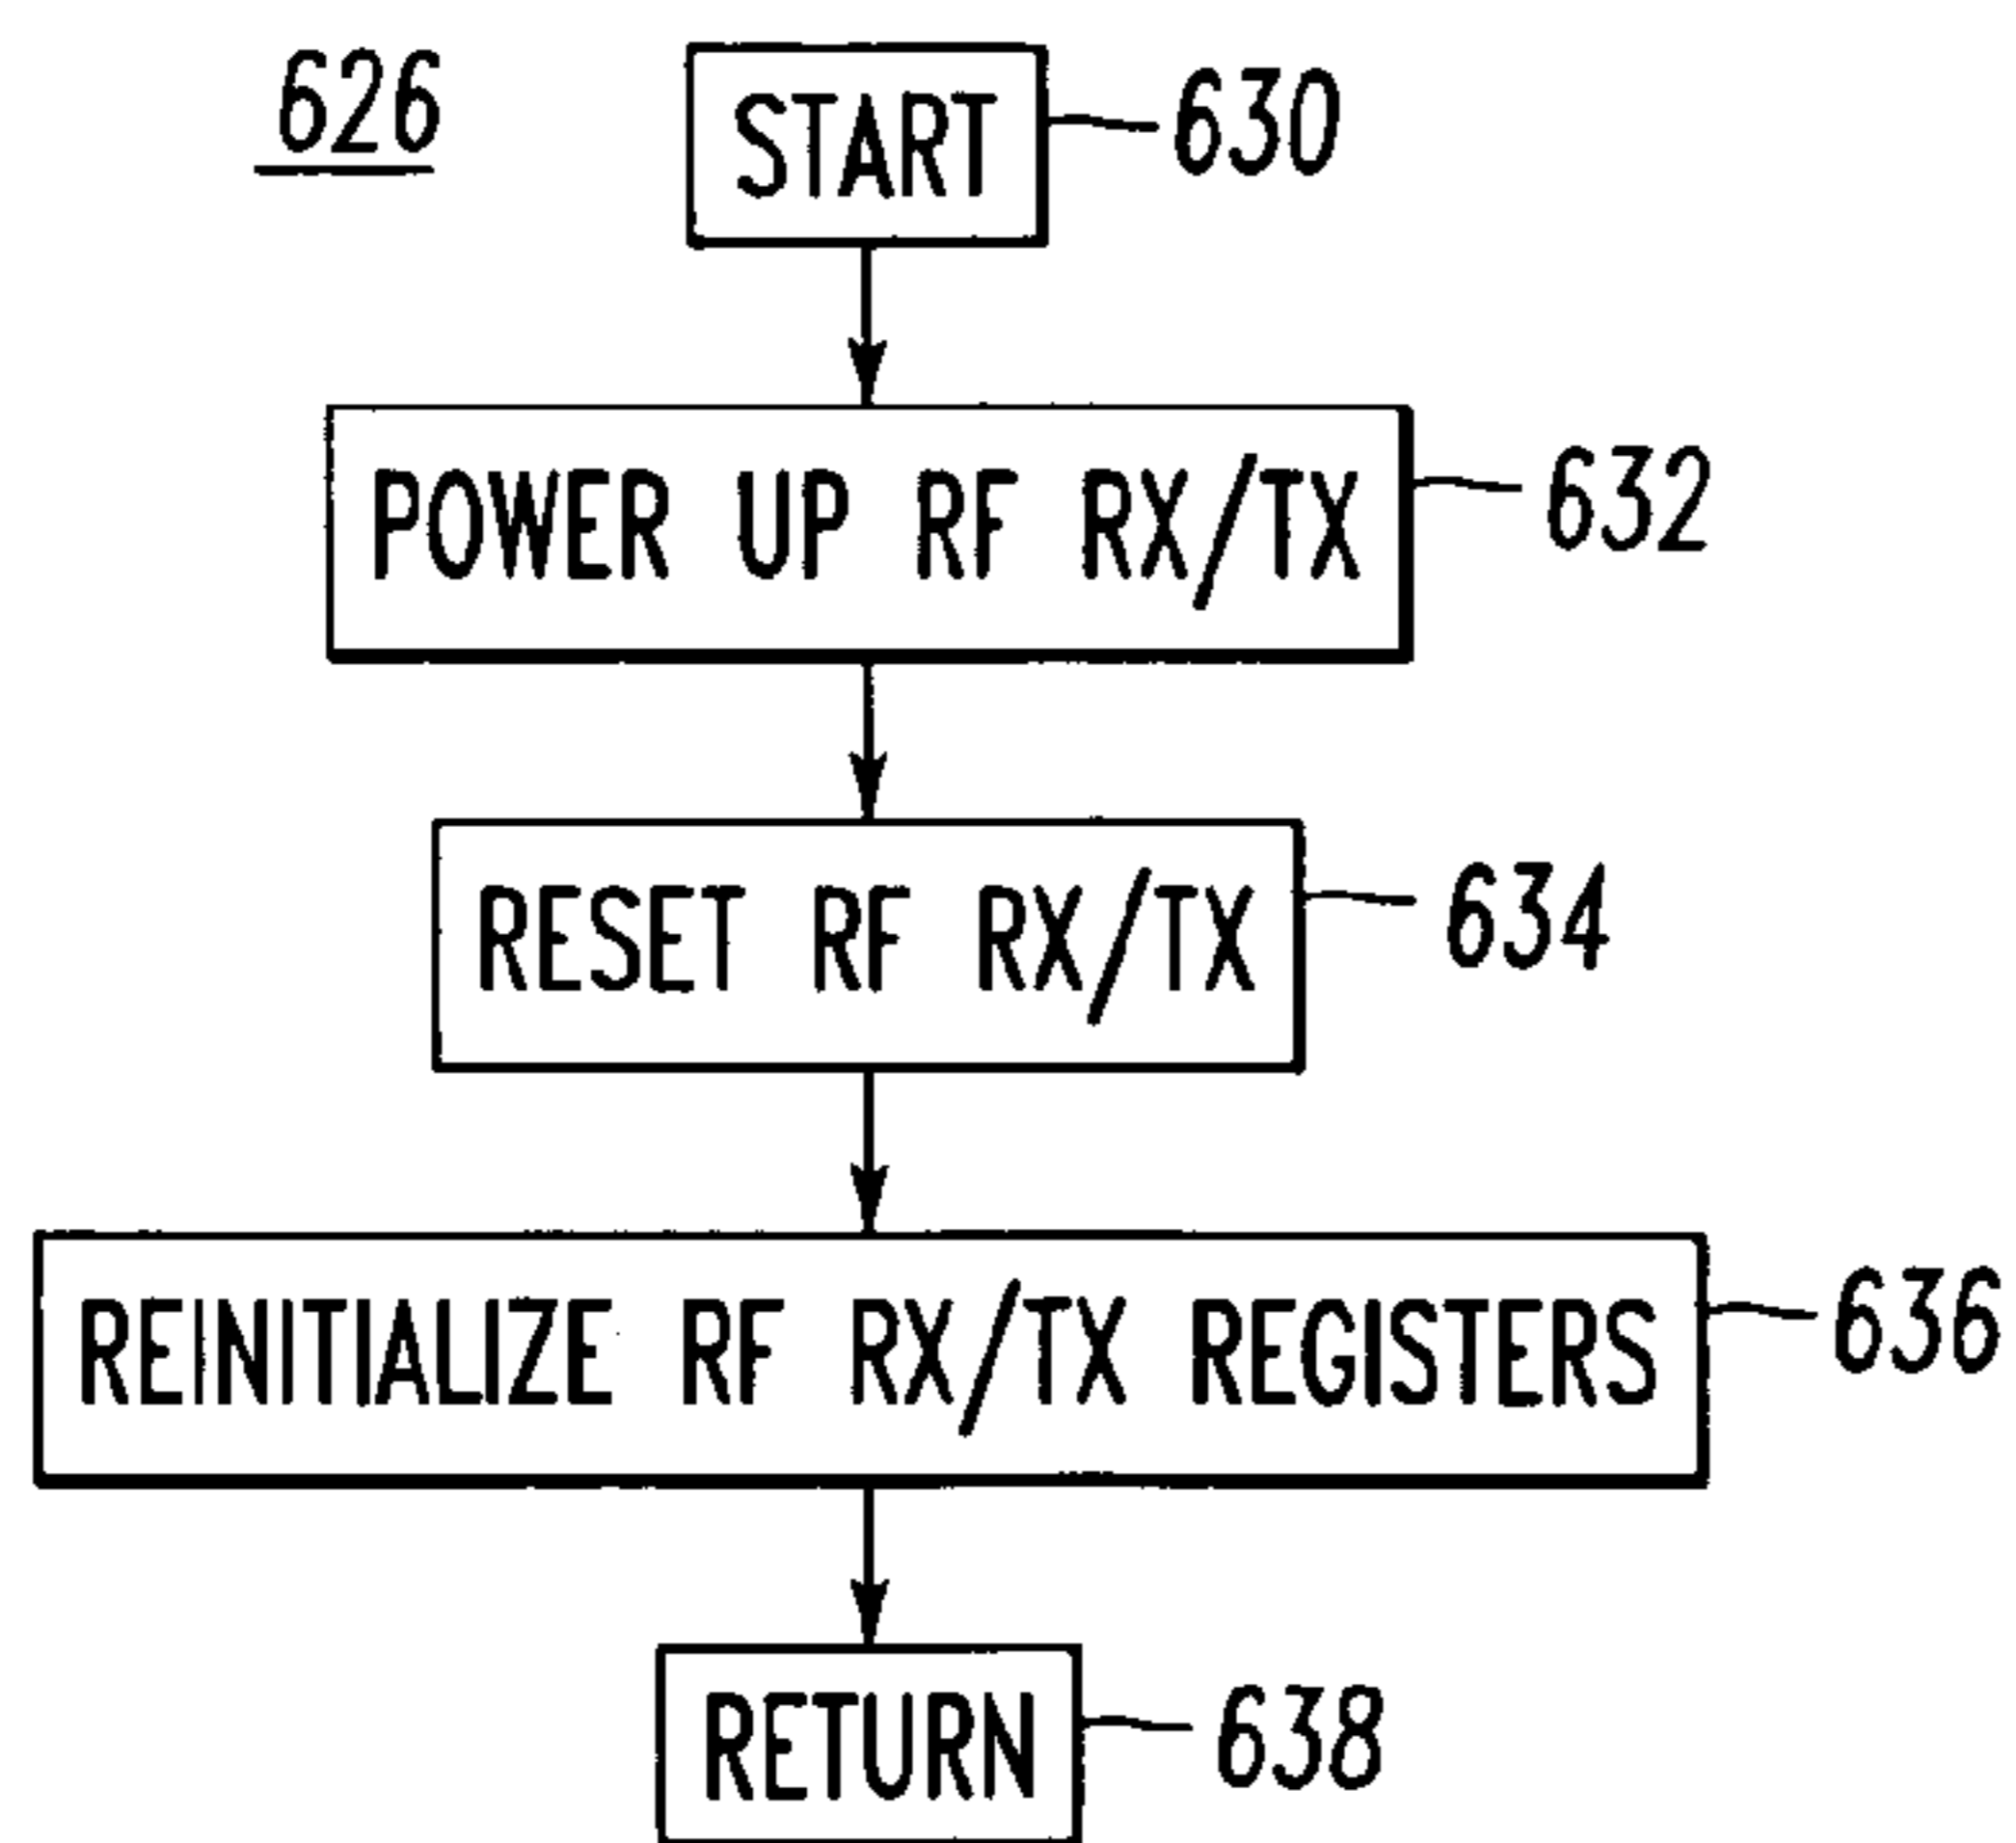 626
START 630
POWER UP RF RX/TX 632
RESET RF RX/TX 634
REINITIALIZE RF RX/TX REGISTERS 636
RETURN 638